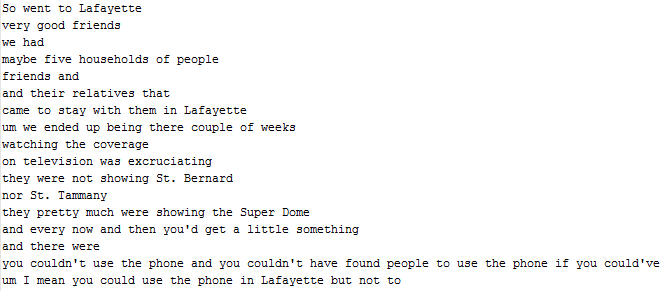 So went to Lafayette
very good friends
we had
maybe five households of people
friends and
and their relatives that
came to stay with them in Lafayette
um we ended up being there couple of weeks
watching the coverage
on television was excruciating
they were not showing St. Bernard
nor St. Tammany
they pretty much were showing the Super Dome
and every now and then you'd get a little something
and there were
you couldn't use the phone and you couldn't have found people to use the phone if you could've
um I mean you could use the phone in Lafayette but not to